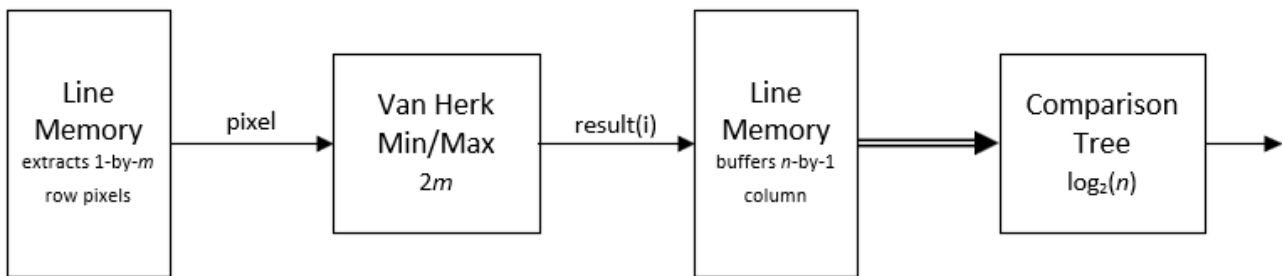 Line
Memory
extracts 1-by-m
row pixels
pixel
Van Herk
Min/Max
2m
result(i)
Line
Memory
buffers n-by-1
column
Comparison
Tree
log₂(n)